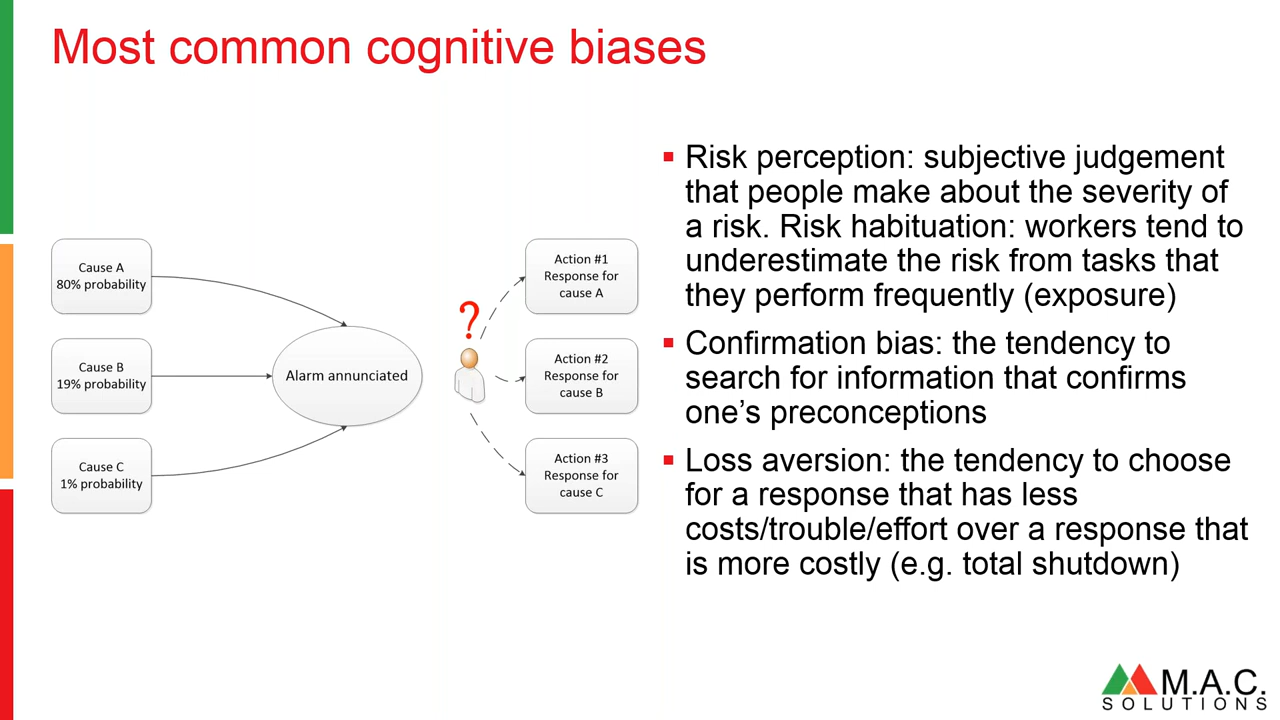 Most common cognitive biases
Cause A
80% probability
Cause B
19% probability
Cause C
1% probability
Alarm annunciated
?
Action #1
Response for
cause A
Action #2
Response for
cause B
Action #3
Response for
cause C
Risk perception: subjective judgement
that people make about the severity of
a risk. Risk habituation: workers tend to
underestimate the risk from tasks that
they perform frequently (exposure)
Confirmation bias: the tendency to
search for information that confirms
one’s preconceptions
Loss aversion: the tendency to choose
for a response that has less
costs/trouble/effort over a response that
is more costly (e.g. total shutdown)
M.A.C.
SOLUTIONS